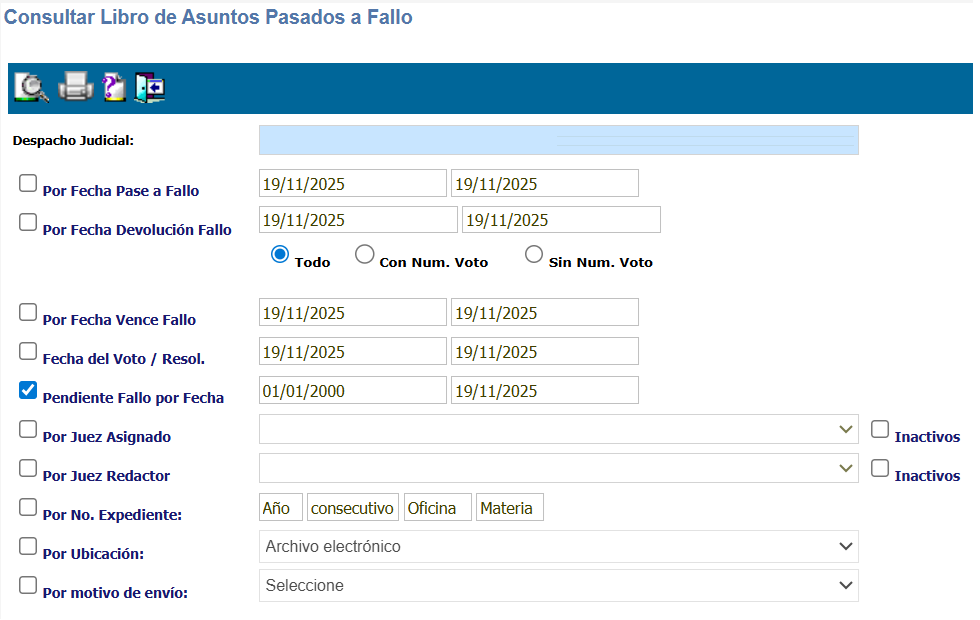 Consultar Libro de Asuntos Pasados a Fallo
Despacho Judicial:
Por Fecha Pase a Fallo 19/11/2025 19/11/2025
Por Fecha Devolución Fallo 19/11/2025 19/11/2025
Todo Con Num. Voto Sin Num. Voto
Por Fecha Vence Fallo 19/11/2025 19/11/2025
Fecha del Voto / Resol. 19/11/2025 19/11/2025
Pendiente Fallo por Fecha 01/01/2000 19/11/2025
Por Juez Asignado Inactivos
Por Juez Redactor Inactivos
Por No. Expediente: Año consecutivo Oficina Materia
Por Ubicación: Archivo electrónico
Por motivo de envío: Seleccione